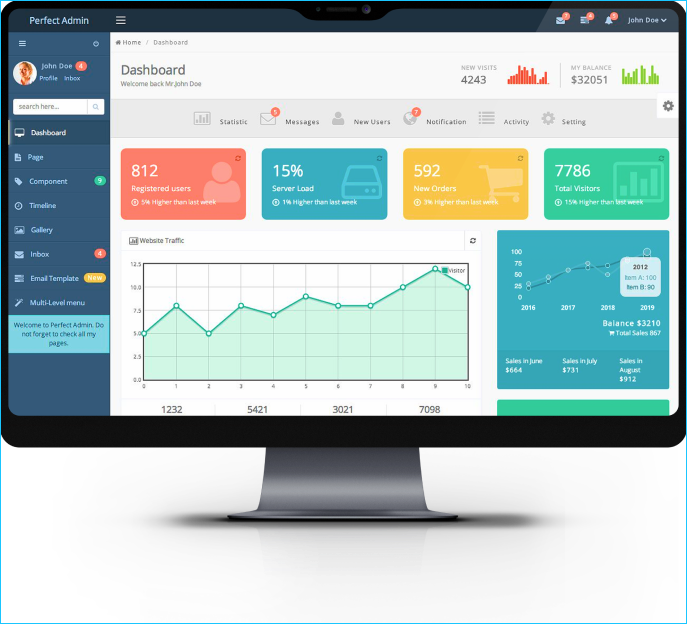 Perfect Admin
7
4
5
John Doe
John Doe 4
Profile Inbox
search here...
Dashboard
Page
Component 9
Timeline
Gallery
Inbox 4
Email Template New
Multi-Level menu
Welcome to Perfect Admin. Do
not forget to check all my
pages.
Home / Dashboard
Dashboard
Welcome back Mr.John Doe
NEW VISITS
4243
MY BALANCE
$32051
Statistic
5
Messages
New Users
7
Notification
Activity
Setting
812
Registered users
5% Higher than last week
15%
Server Load
1% Higher than last week
592
New Orders
3% Higher than last week
7786
Total Visitors
15% Higher than last week
Website Traffic
Visitor
12.5
10.0
7.5
5.0
2.5
0.0
0 1 2 3 4 5 6 7 8 9 10
1232 5421 3021 7098
100
75
50
25
0
2016 2017 2018 2019
2012
Item A: 100
Item B: 90
Balance $3210
Total Sales 867
Sales in June
$664
Sales in July
$731
Sales in
August
$912